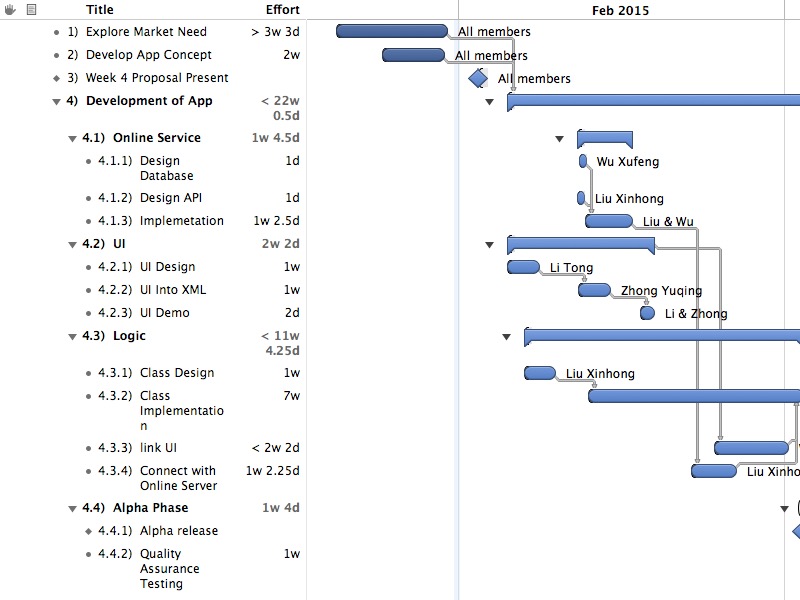 Title Effort Feb 2015
1) Explore Market Need > 3w 3d All members
2) Develop App Concept 2w All members
3) Week 4 Proposal Present All members
4) Development of App < 22w
0.5d
4.1) Online Service 1w 4.5d
4.1.1) Design 1d Wu Xufeng
Database
4.1.2) Design API 1d Liu Xinhong
4.1.3) Implemetation 1w 2.5d Liu & Wu
4.2) UI 2w 2d
4.2.1) UI Design 1w Li Tong
4.2.2) UI Into XML 1w Zhong Yuqing
4.2.3) UI Demo 2d Li & Zhong
4.3) Logic < 11w
4.25d
4.3.1) Class Design 1w Liu Xinhong
4.3.2) Class 7w
Implementatio
n
4.3.3) link UI < 2w 2d
4.3.4) Connect with 1w 2.25d Liu Xinho
Online Server
4.4) Alpha Phase 1w 4d
4.4.1) Alpha release
4.4.2) Quality 1w
Assurance
Testing